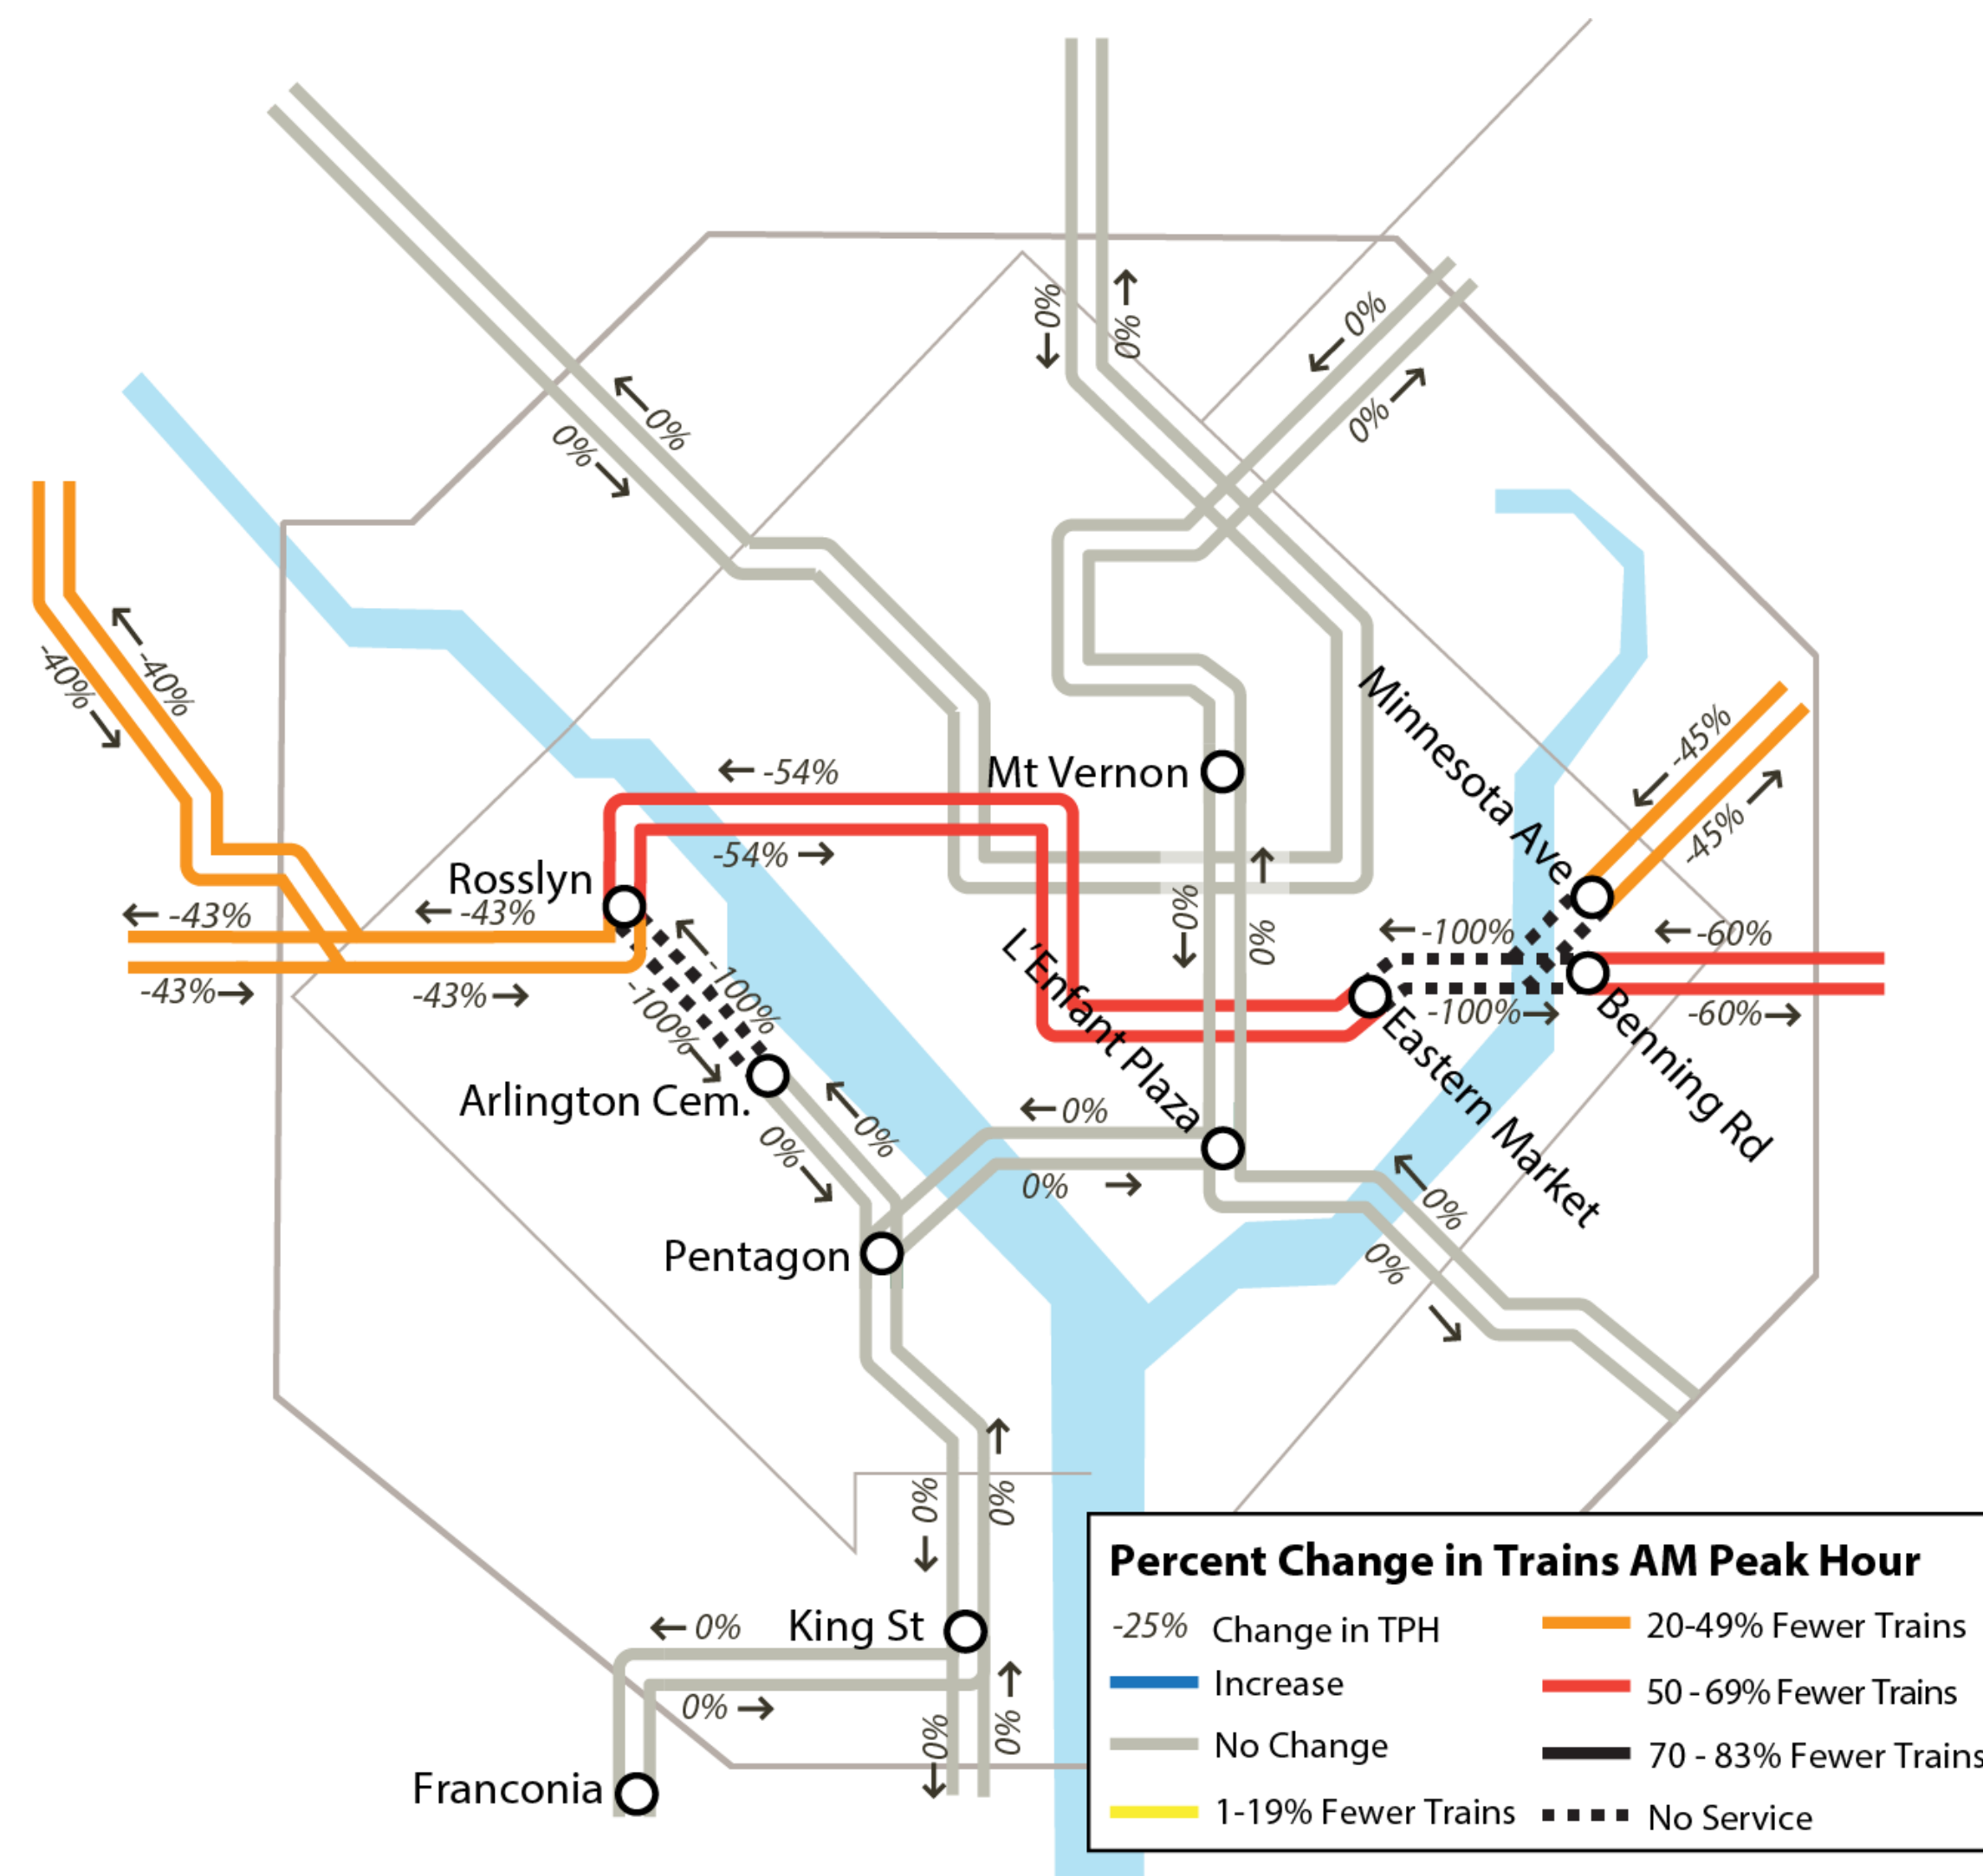 0%
0%
0%
0%
0%
0%
-40%
-40%
Minnesota Ave
-45%
-45%
-54%
Mt Vernon
-54%
Rosslyn
-43%
-43%
-43%
-43%
0%
0%
-100%
-60%
-100%
-60%
-100%
-100%
L'Enfant Plaza
Eastern Market
Benning Rd
Arlington Cem.
0%
0%
0%
0%
0%
0%
Pentagon
0%
0%
King St
0%
0%
0%
0%
Franconia
Percent Change in Trains AM Peak Hour
-25% Change in TPH
Increase
No Change
1-19% Fewer Trains
20-49% Fewer Trains
50 - 69% Fewer Trains
70 - 83% Fewer Trains
No Service